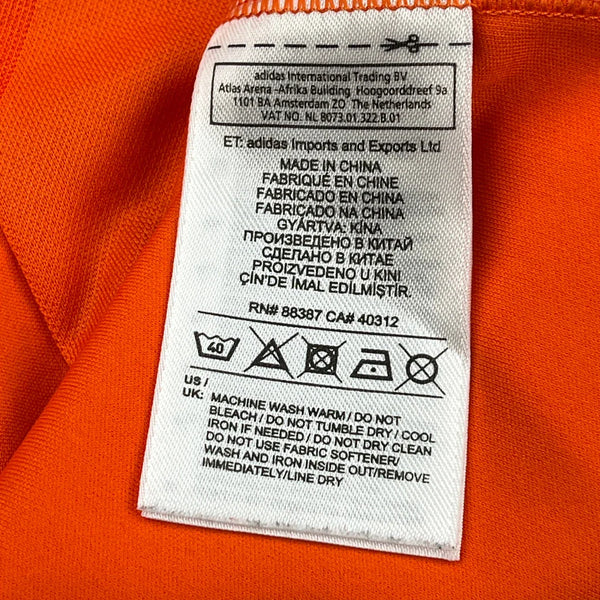 adidas International Trading BV
Atlas Arena -Afrika Building Hoogoorddreef 9a
1101 BA Amsterdam ZO The Netherlands
VAT NO. NL 8073.01.322.B.01
ET: adidas Imports and Exports Ltd
MADE IN CHINA
FABRIQUÉ EN CHINE
FABRICADO EN CHINA
FABRICADO NA CHINA
GYÁRTVA: KÍNA
ПРОИЗВЕДЕНО В КИТАЙ
СДЕЛАНО В КИТАЕ
PROIZVEDENO U KINI
ÇİN'DE İMAL EDİLMİŞTİR.
RN# 88387 CA# 40312
40
US /
UK: MACHINE WASH WARM / DO NOT
BLEACH / DO NOT TUMBLE DRY / COOL
IRON IF NEEDED / DO NOT DRY CLEAN
DO NOT USE FABRIC SOFTENER/
WASH AND IRON INSIDE OUT/REMOVE
IMMEDIATELY/LINE DRY